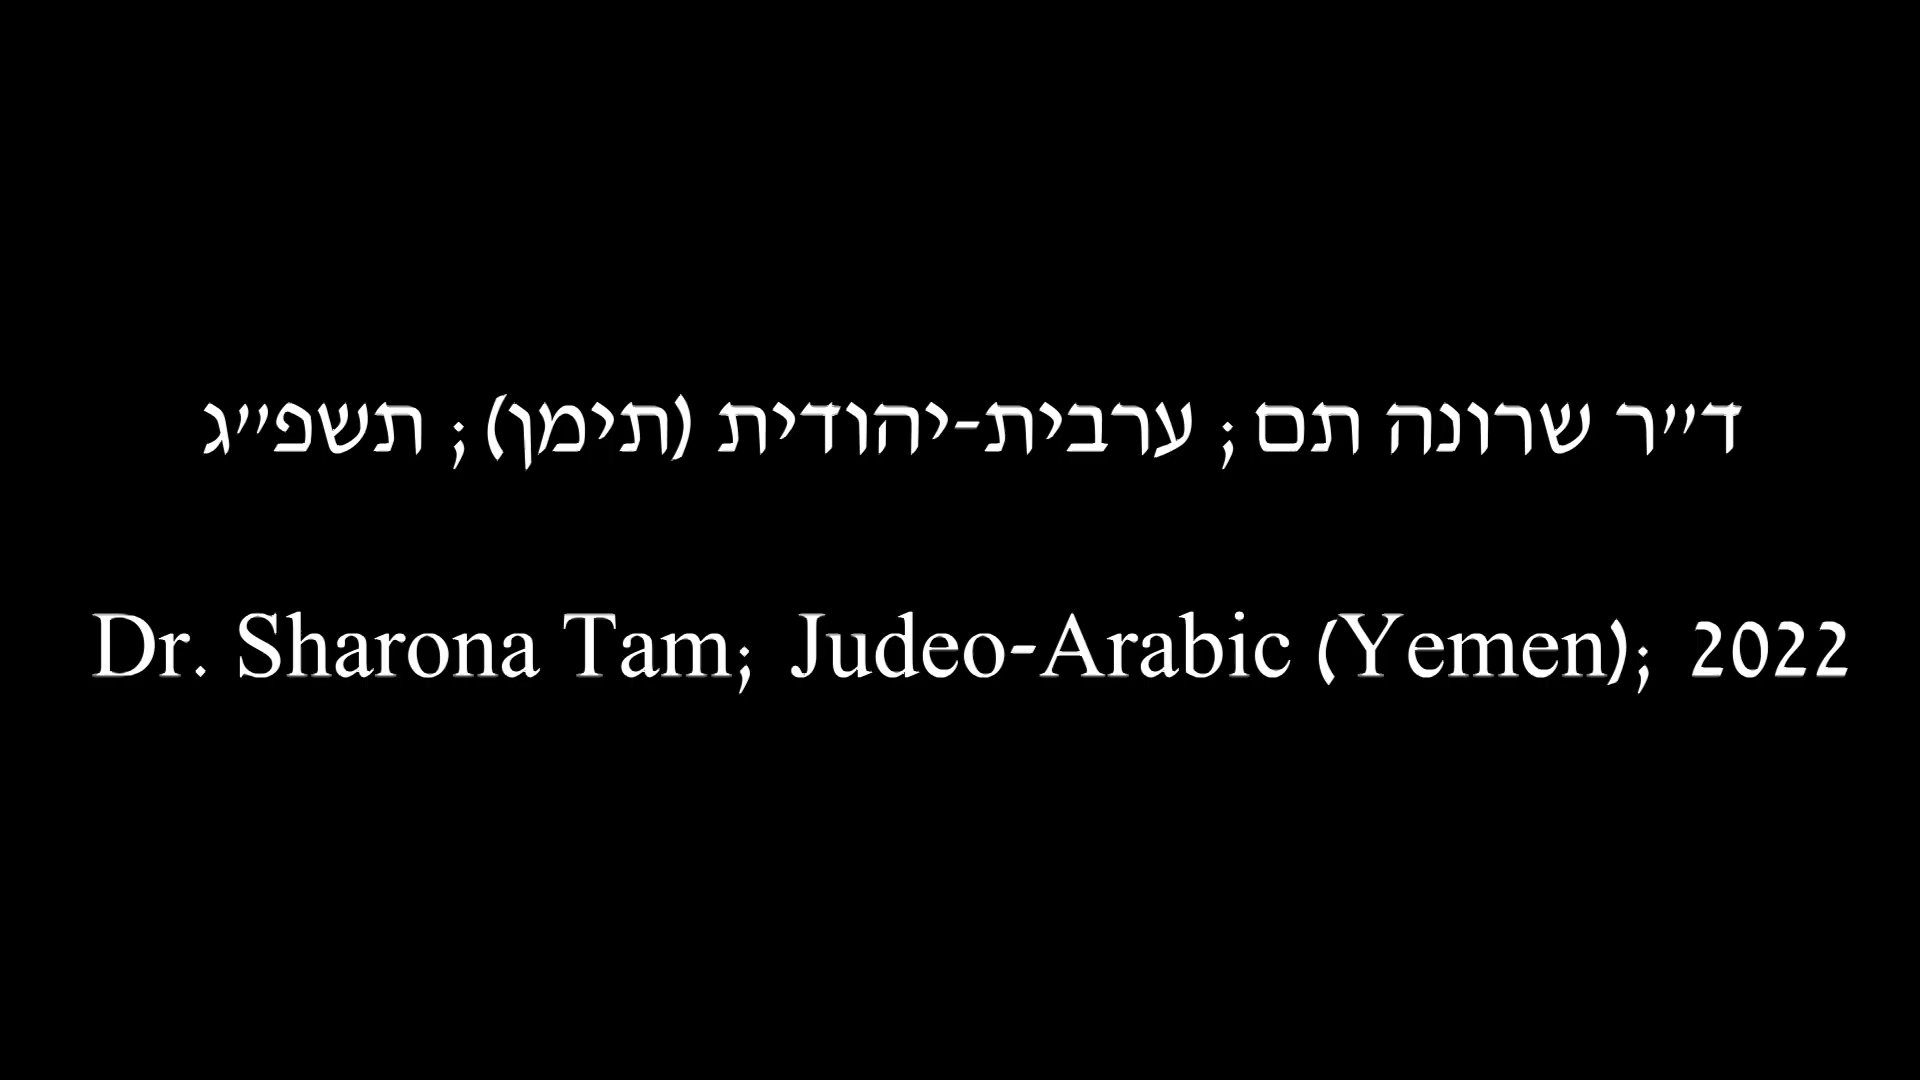 ד״ר שרונה תם; ערבית-יהודית (תימן); תשפ״ג
Dr. Sharona Tam; Judeo-Arabic (Yemen); 2022